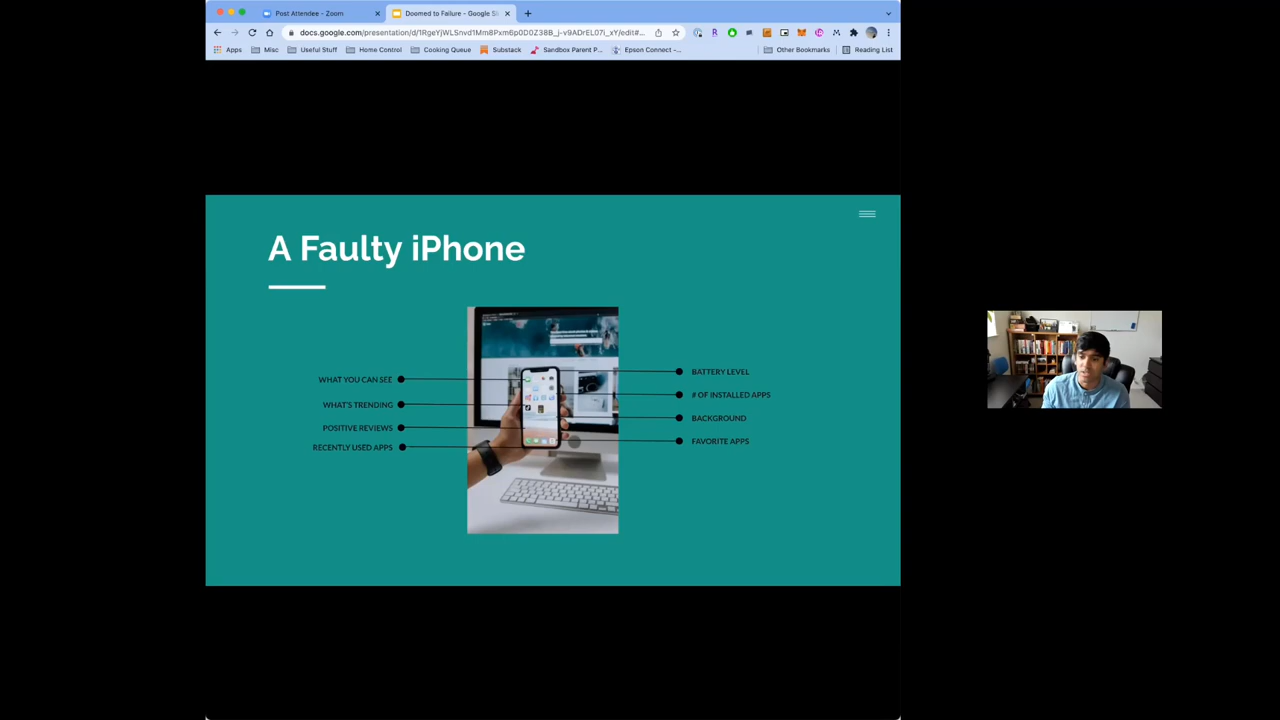 Post Attendee - Zoom
Doomed to Failure - Google Sl
docs.google.com/presentation/d/1RgeYjWLSnvd1Mm8Pxm6p0D0Z38B_j-v9ADrEL07i_xY/edit#...
Apps
Misc
Useful Stuff
Home Control
Cooking Queue
Substack
Sandbox Parent P...
Epson Connect –...
Other Bookmarks
Reading List
A Faulty iPhone
WHAT YOU CAN SEE
WHAT'S TRENDING
POSITIVE REVIEWS
RECENTLY USED APPS
BATTERY LEVEL
# OF INSTALLED APPS
BACKGROUND
FAVORITE APPS